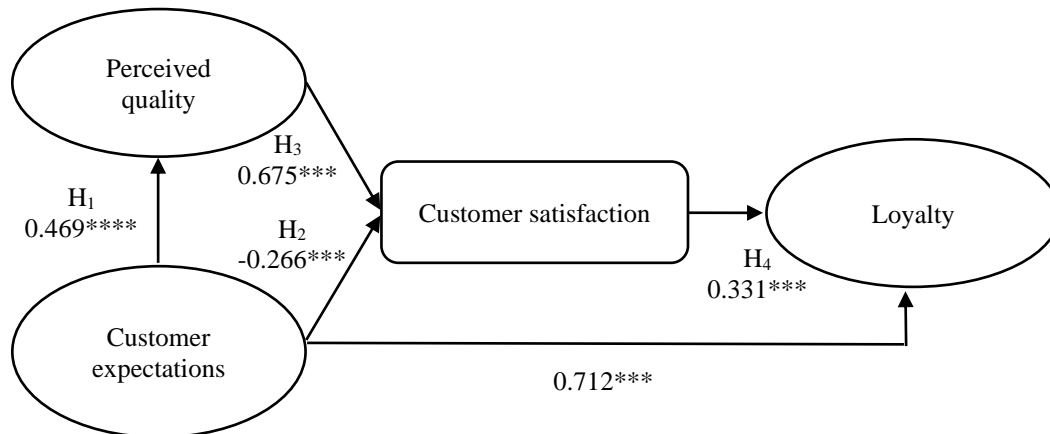 Perceived
quality
H₃
0.675***
H₁
0.469****
Customer satisfaction
Loyalty
H₂
-0.266***
H₄
0.331***
Customer
expectations
0.712***